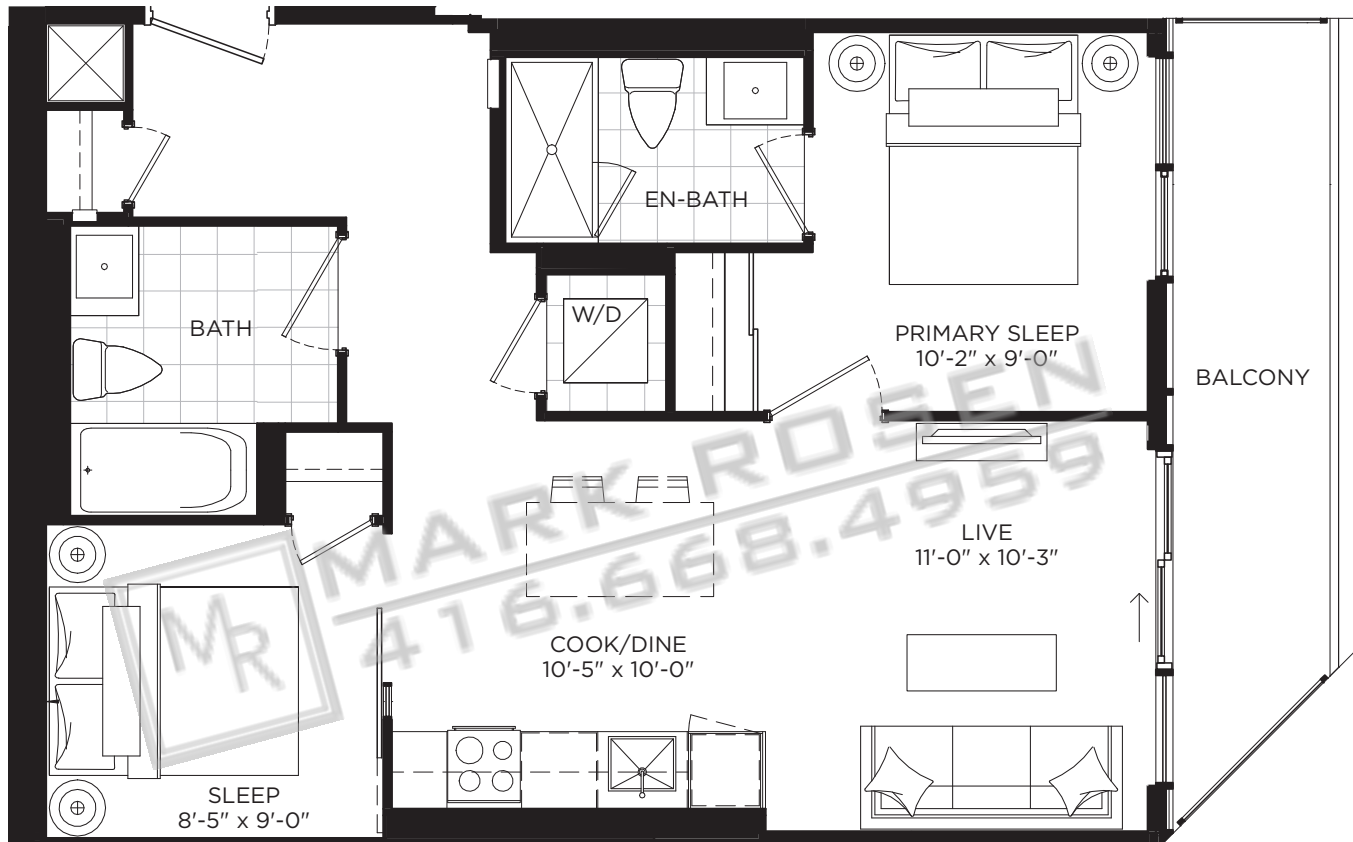 EN-BATH
W/D
BATH
PRIMARY SLEEP
10'-2" x 9'-0"
BALCONY
LIVE
11'-0" x 10'-3"
COOK/DINE
10'-5" x 10'-0"
SLEEP
8'-5" x 9'-0"
MR
MARK ROSEN
416.668.4959